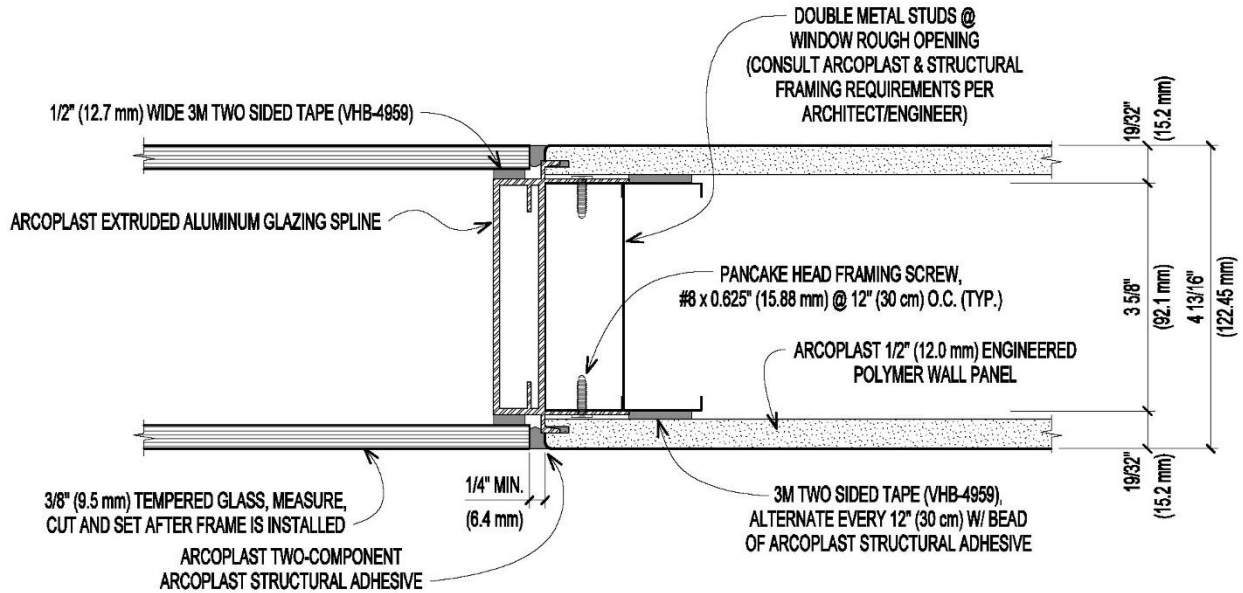 DOUBLE METAL STUDS @
WINDOW ROUGH OPENING
(CONSULT ARCOPLAST & STRUCTURAL
FRAMING REQUIREMENTS PER
ARCHITECT/ENGINEER)
1/2" (12.7 mm) WIDE 3M TWO SIDED TAPE (VHB-4959)
19/32"
(15.2 mm)
ARCOPLAST EXTRUDED ALUMINUM GLAZING SPLINE
PANCAKE HEAD FRAMING SCREW,
#8 x 0.625" (15.88 mm) @ 12" (30 cm) O.C. (TYP.)
3 5/8"
(92.1 mm)
4 13/16"
(122.45 mm)
ARCOPLAST 1/2" (12.0 mm) ENGINEERED
POLYMER WALL PANEL
19/32"
(15.2 mm)
3/8" (9.5 mm) TEMPERED GLASS, MEASURE,
CUT AND SET AFTER FRAME IS INSTALLED
1/4" MIN.
(6.4 mm)
3M TWO SIDED TAPE (VHB-4959),
ALTERNATE EVERY 12" (30 cm) W/ BEAD
OF ARCOPLAST STRUCTURAL ADHESIVE
ARCOPLAST TWO-COMPONENT
ARCOPLAST STRUCTURAL ADHESIVE